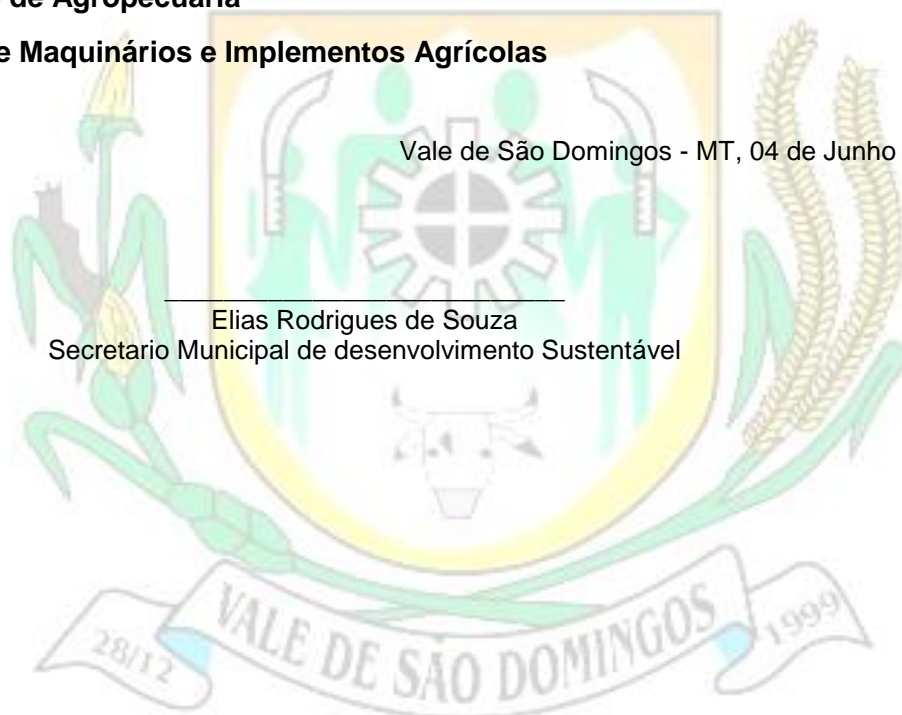 de Agropecuária
e Maquinários e Implementos Agrícolas
Vale de São Domingos - MT, 04 de Junho
___________________________
Elias Rodrigues de Souza
Secretario Municipal de desenvolvimento Sustentável
28/12 VALE DE SÃO DOMINGOS 1999